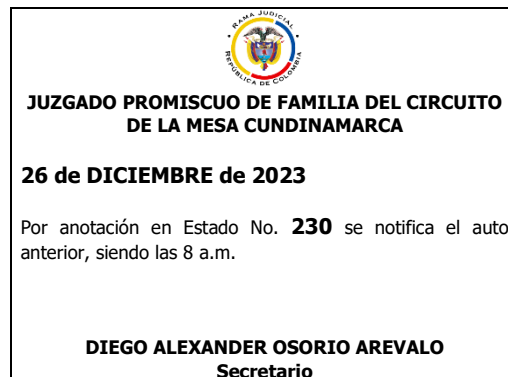 RAMA JUDICIAL
REPÚBLICA DE COLOMBIA
JUZGADO PROMISCUO DE FAMILIA DEL CIRCUITO
DE LA MESA CUNDINAMARCA
26 de DICIEMBRE de 2023
Por anotación en Estado No. 230 se notifica el auto
anterior, siendo las 8 a.m.
DIEGO ALEXANDER OSORIO AREVALO
Secretario